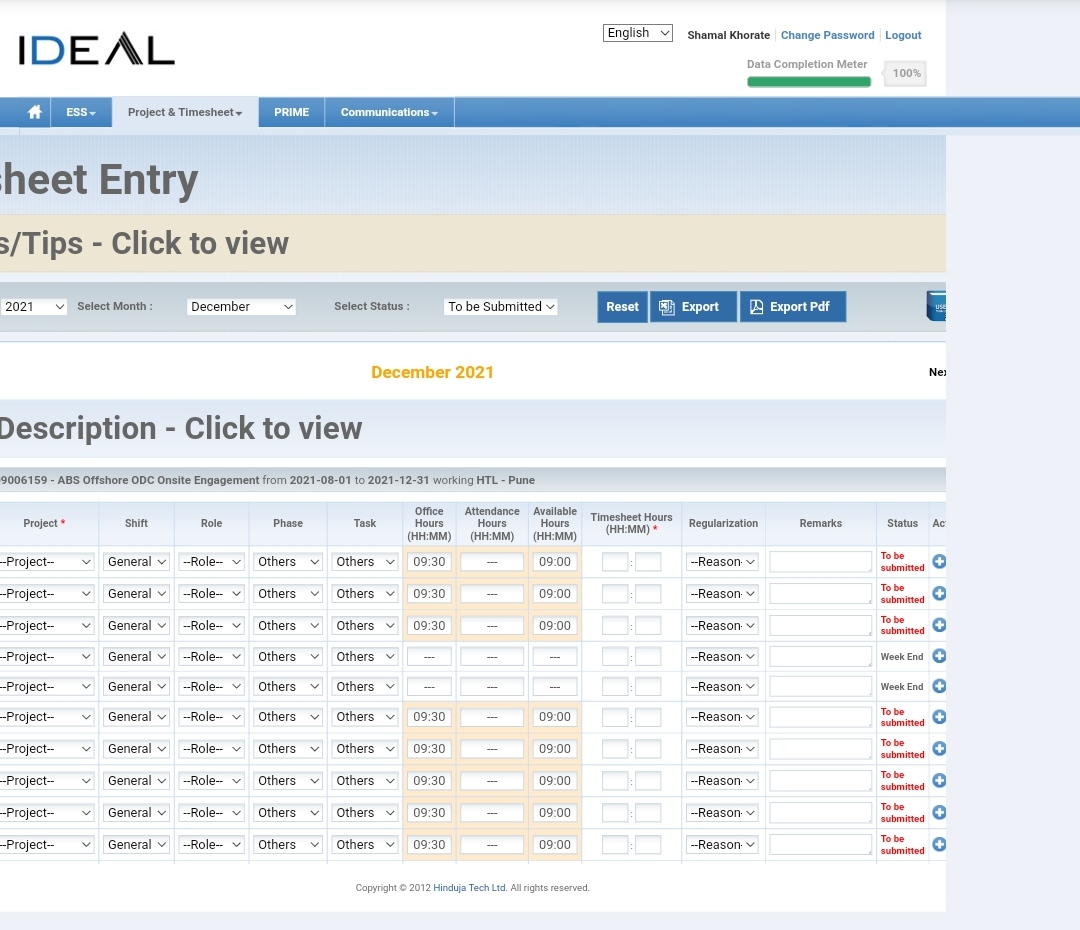 IDEAL
English
Shamal Khorate Change Password Logout
Data Completion Meter
100%
ESS Project & Timesheet PRIME Communications
sheet Entry
s/Tips - Click to view
2021 Select Month : December Select Status : To be Submitted Reset Export Export Pdf
December 2021
Nex
Description - Click to view
9006159 - ABS Offshore ODC Onsite Engagement from 2021-08-01 to 2021-12-31 working HTL - Pune
Project * Shift Role Phase Task Office Hours (HH:MM) Attendance Hours (HH:MM) Available Hours (HH:MM) Timesheet Hours (HH:MM) * Regularization Remarks Status Ac
--Project-- General --Role-- Others Others 09:30 --- 09:00 : --Reason- To be submitted
--Project-- General --Role-- Others Others 09:30 --- 09:00 : --Reason- To be submitted
--Project-- General --Role-- Others Others 09:30 --- 09:00 : --Reason- To be submitted
--Project-- General --Role-- Others Others --- --- --- : --Reason- Week End
--Project-- General --Role-- Others Others --- --- --- : --Reason- Week End
--Project-- General --Role-- Others Others 09:30 --- 09:00 : --Reason- To be submitted
--Project-- General --Role-- Others Others 09:30 --- 09:00 : --Reason- To be submitted
--Project-- General --Role-- Others Others 09:30 --- 09:00 : --Reason- To be submitted
--Project-- General --Role-- Others Others 09:30 --- 09:00 : --Reason- To be submitted
--Project-- General --Role-- Others Others 09:30 --- 09:00 : --Reason- To be submitted
Copyright © 2012 Hinduja Tech Ltd. All rights reserved.